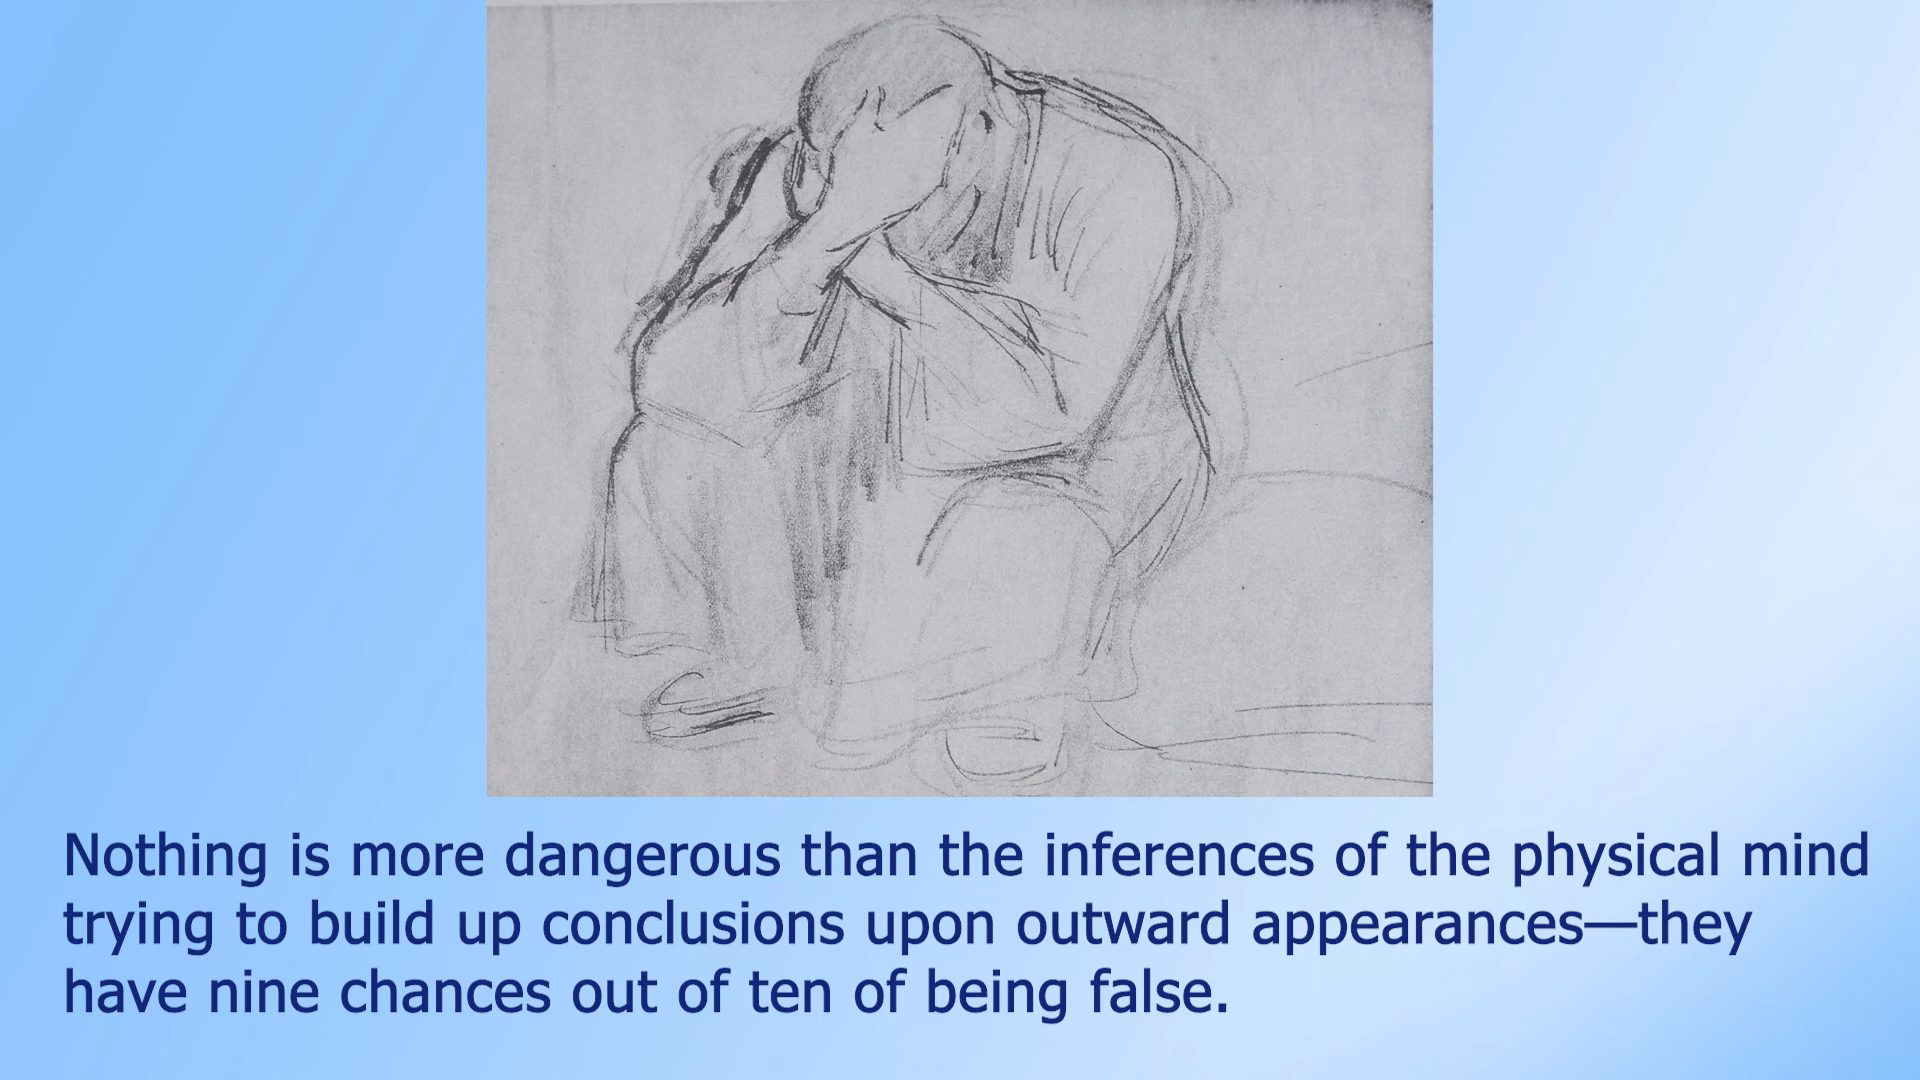 Nothing is more dangerous than the inferences of the physical mind
trying to build up conclusions upon outward appearances—they
have nine chances out of ten of being false.